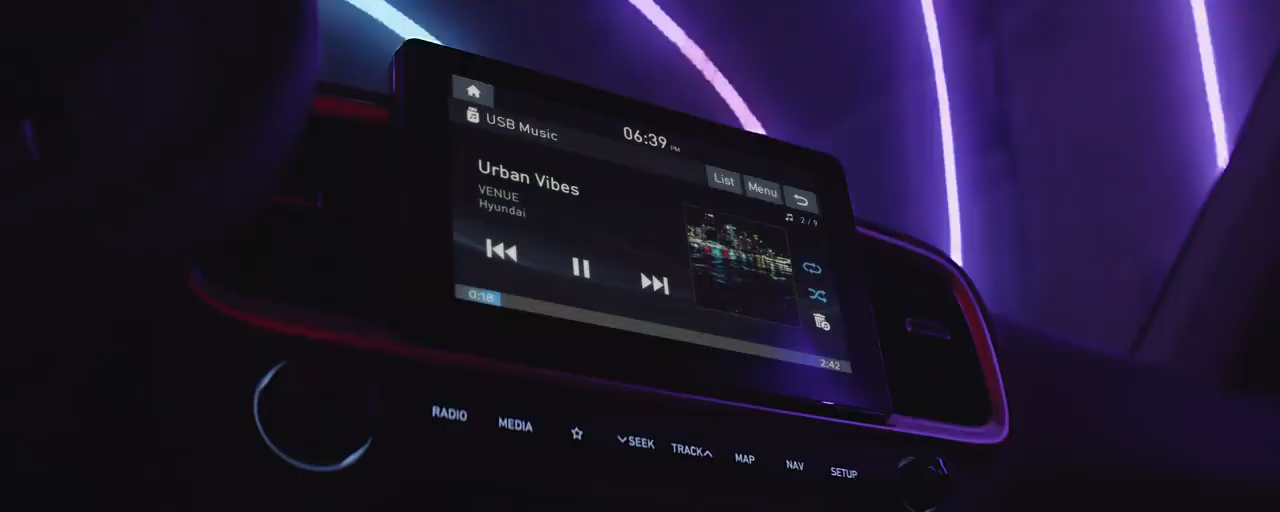 USB Music
06:39 PM
List Menu
Urban Vibes
VENUE
Hyundai
2/9
0:18
2:42
RADIO MEDIA SEEK TRACK MAP NAV SETUP